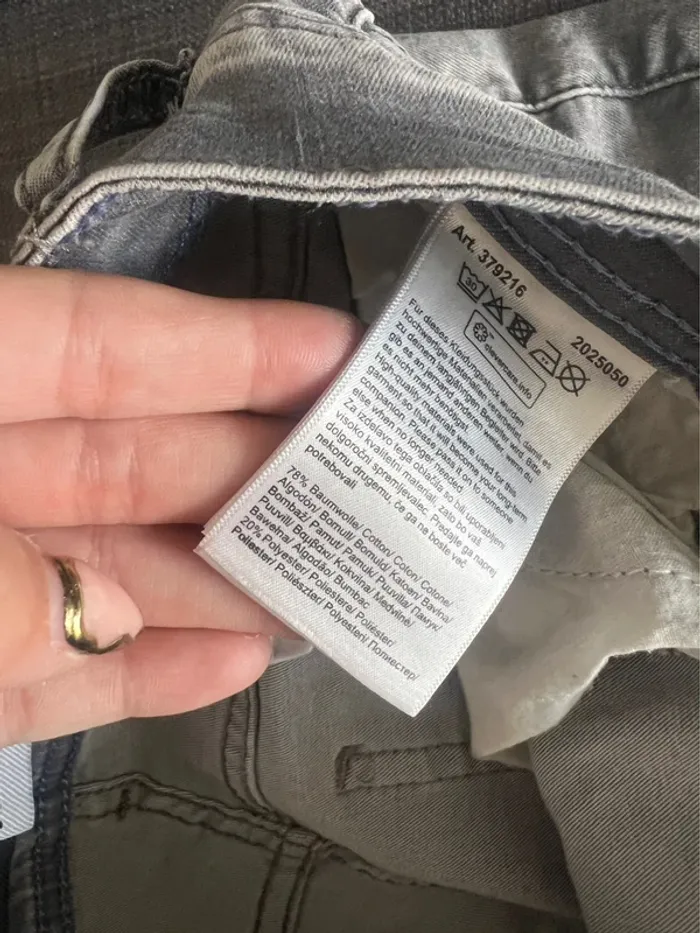 Art. 379216
2025050
30
clevercare.info
Für dieses Kleidungsstück wurden
hochwertige Materialien verarbeitet, damit es
zu deinem langjährigen Begleiter wird. Bitte
gib es an jemand anderen weiter, wenn du
es nicht mehr benötigst.
High-quality materials were used for this
garment so that it will become your long-term
companion. Please pass it on to someone
else when no longer needed.
Za izdelavo tega oblačila so bili uporabljeni
visoko kvalitetni materiali zato bo vaš
dolgoročni spremljevalec. Predajte ga naprej
nekomu drugemu, če ga ne boste več
potrebovali.
78% Baumwolle/ Cotton/ Coton/ Cotone/
Algodón/ Bomull/ Bomuld/ Katoen/ Bavlna/
Bombaž/ Pamut/ Pamuk/ Puuvilla/ Памук/
Puuvill/ Βαμβάκι/ Kokvilna/ Medvilnė/
Bawełna/ Algodão/ Bumbac
20% Polyester/ Poliestere/ Poliéster/
Poliester/ Poliészter/ Polyesteri/ Полиестер/